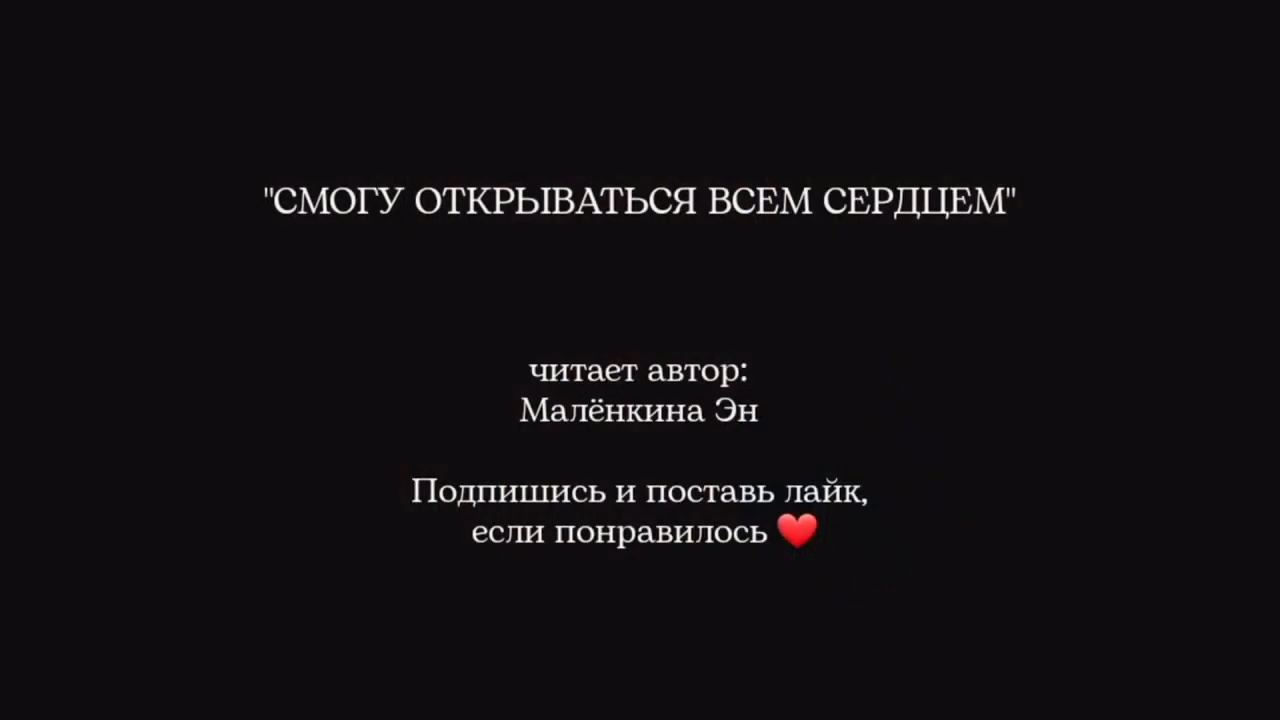 "СМОГУ ОТКРЫВАТЬСЯ ВСЕМ СЕРДЦЕМ"
читает автор:
Малёнкина Эн
Подпишись и поставь лайк,
если понравилось ❤️